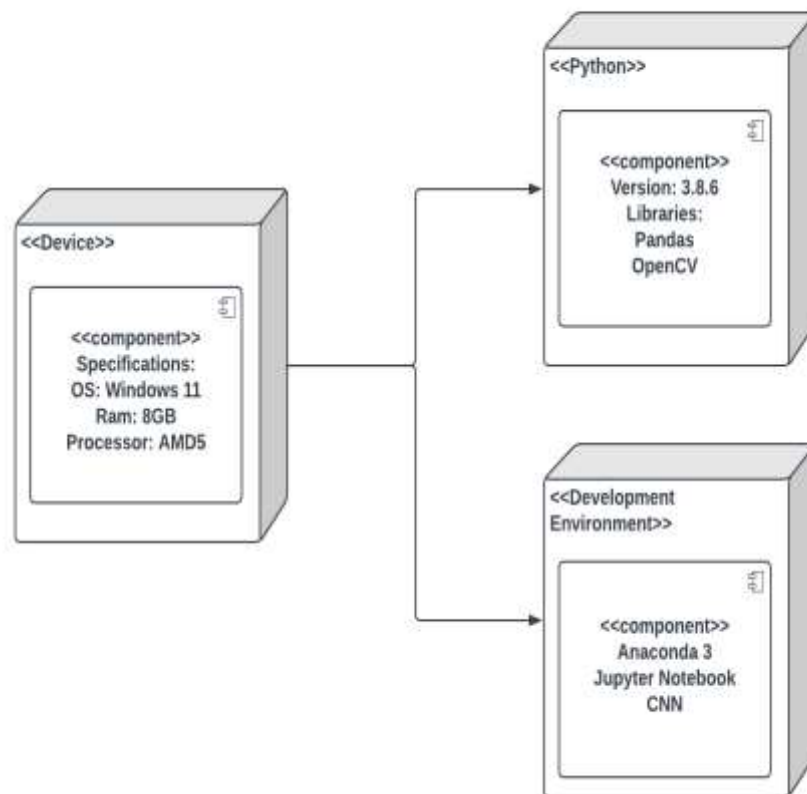 <<Python>>
<<component>>
Version: 3.8.6
Libraries:
Pandas
OpenCV
<<Device>>
<<component>>
Specifications:
OS: Windows 11
Ram: 8GB
Processor: AMD5
<<Development
Environment>>
<<component>>
Anaconda 3
Jupyter Notebook
CNN